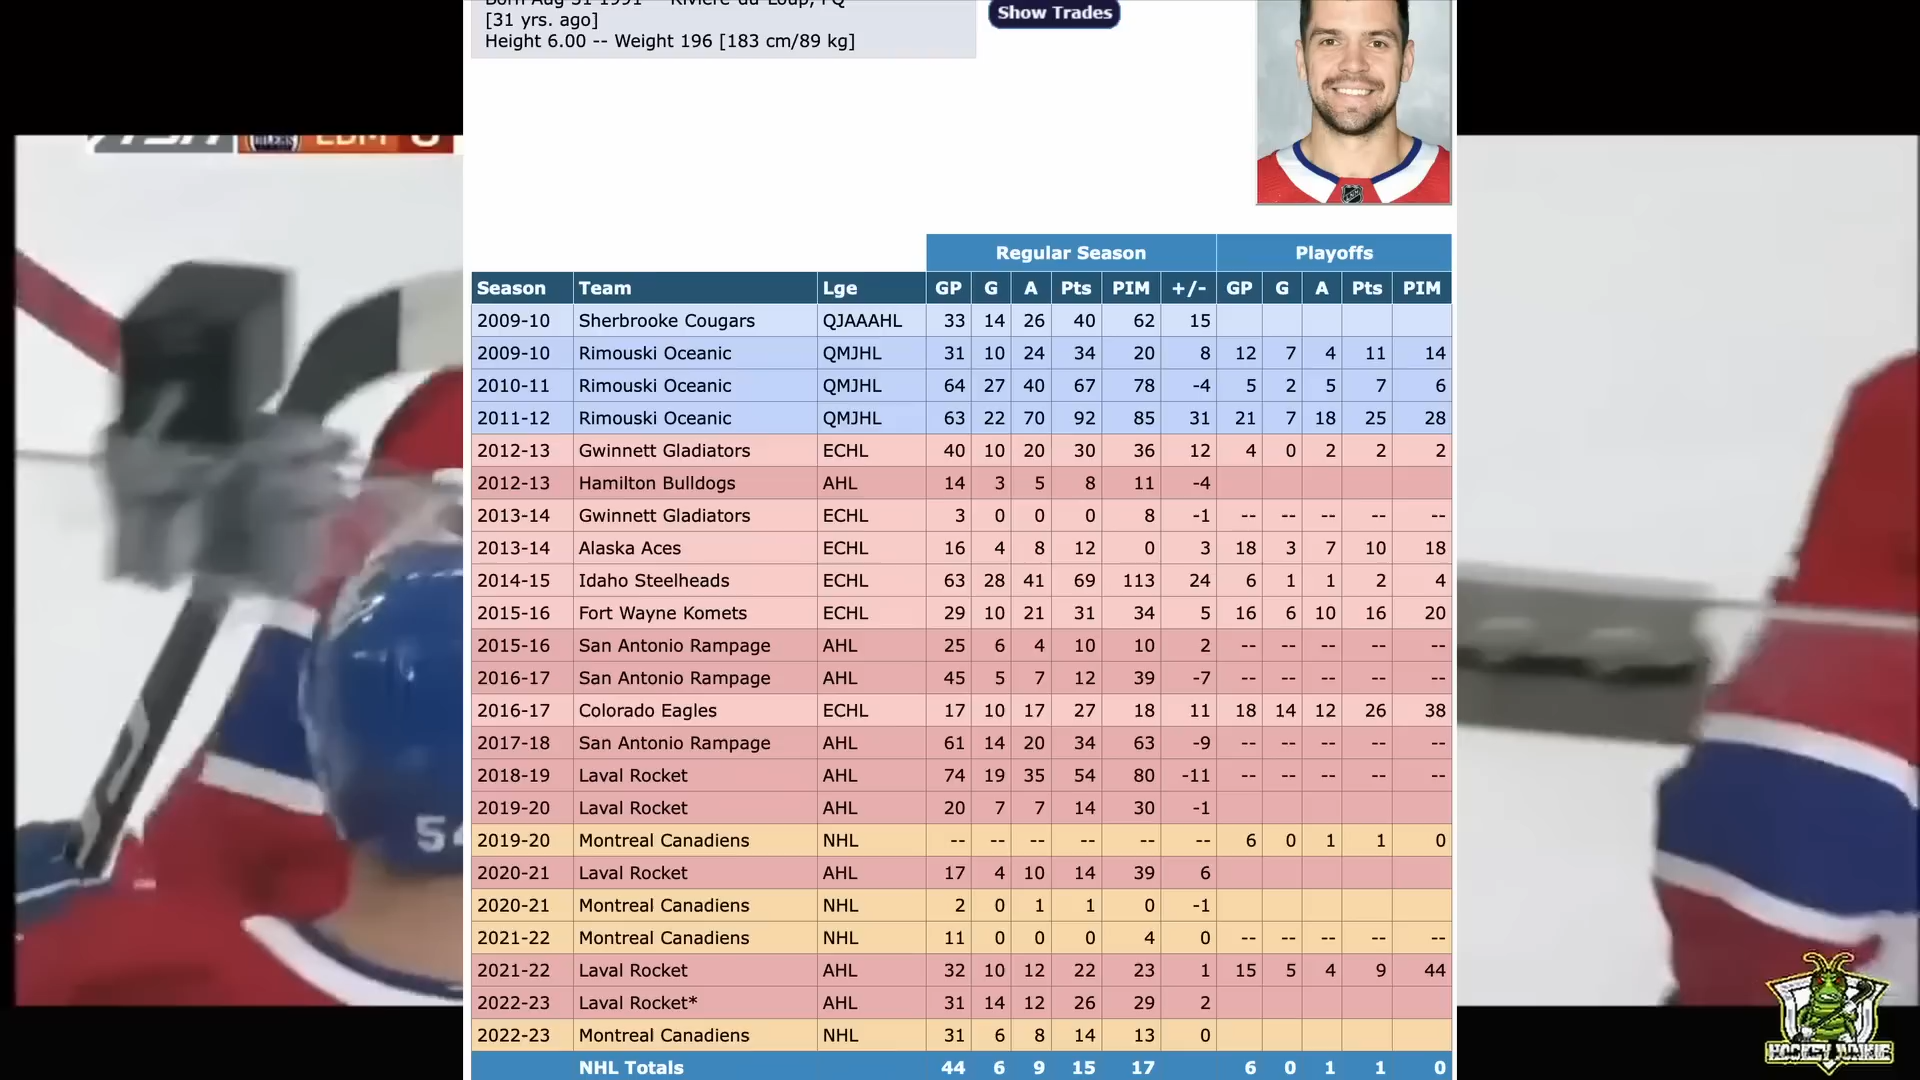 [31 yrs. ago]
Height 6.00 -- Weight 196 [183 cm/89 kg]
Show Trades
EDM
OILERS
Regular Season Playoffs
Season Team Lge GP G A Pts PIM +/- GP G A Pts PIM
2009-10 Sherbrooke Cougars QJAAAHL 33 14 26 40 62 15
2009-10 Rimouski Oceanic QMJHL 31 10 24 34 20 8 12 7 4 11 14
2010-11 Rimouski Oceanic QMJHL 64 27 40 67 78 -4 5 2 5 7 6
2011-12 Rimouski Oceanic QMJHL 63 22 70 92 85 31 21 7 18 25 28
2012-13 Gwinnett Gladiators ECHL 40 10 20 30 36 12 4 0 2 2 2
2012-13 Hamilton Bulldogs AHL 14 3 5 8 11 -4
2013-14 Gwinnett Gladiators ECHL 3 0 0 0 8 -1 -- -- -- -- --
2013-14 Alaska Aces ECHL 16 4 8 12 0 3 18 3 7 10 18
2014-15 Idaho Steelheads ECHL 63 28 41 69 113 24 6 1 1 2 4
2015-16 Fort Wayne Komets ECHL 29 10 21 31 34 5 16 6 10 16 20
2015-16 San Antonio Rampage AHL 25 6 4 10 10 2 -- -- -- -- --
2016-17 San Antonio Rampage AHL 45 5 7 12 39 -7 -- -- -- -- --
2016-17 Colorado Eagles ECHL 17 10 17 27 18 11 18 14 12 26 38
2017-18 San Antonio Rampage AHL 61 14 20 34 63 -9 -- -- -- -- --
2018-19 Laval Rocket AHL 74 19 35 54 80 -11 -- -- -- -- --
2019-20 Laval Rocket AHL 20 7 7 14 30 -1
2019-20 Montreal Canadiens NHL -- -- -- -- -- -- 6 0 1 1 0
2020-21 Laval Rocket AHL 17 4 10 14 39 6
2020-21 Montreal Canadiens NHL 2 0 1 1 0 -1
2021-22 Montreal Canadiens NHL 11 0 0 0 4 0 -- -- -- -- --
2021-22 Laval Rocket AHL 32 10 12 22 23 1 15 5 4 9 44
2022-23 Laval Rocket* AHL 31 14 12 26 29 2
2022-23 Montreal Canadiens NHL 31 6 8 14 13 0
NHL Totals 44 6 9 15 17 6 0 1 1 0
54
HOCKEY JUNKIE